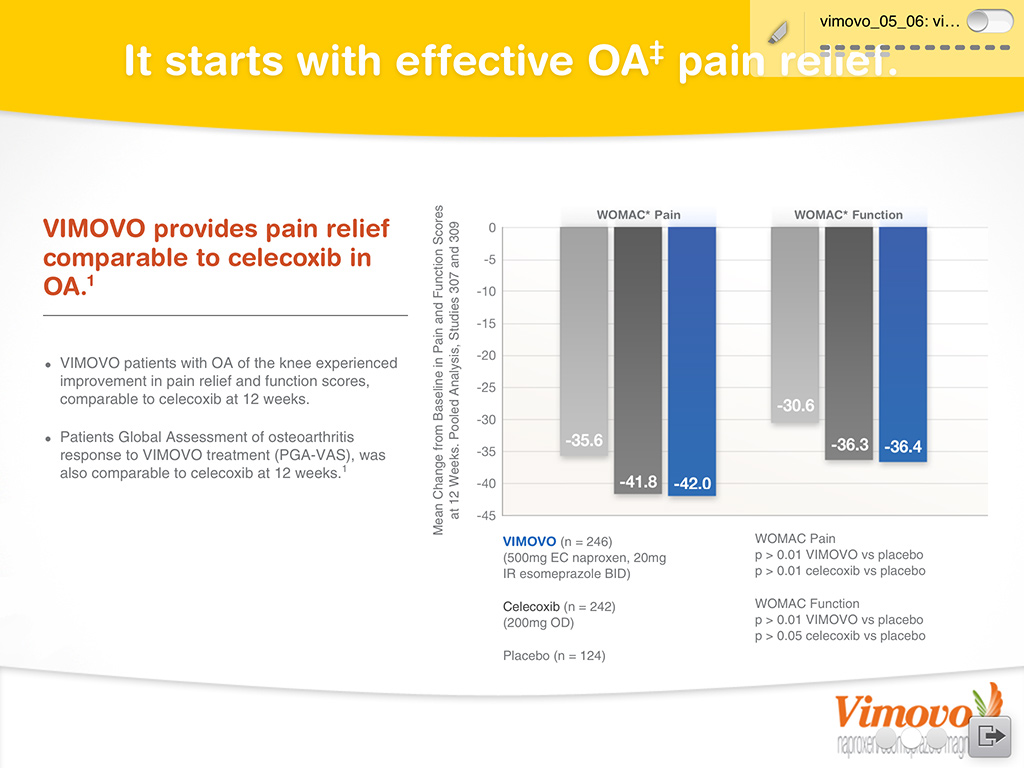 vimovo_05_06: vi...
It starts with effective OA‡ pain relief.
VIMOVO provides pain relief
comparable to celecoxib in
OA.1
• VIMOVO patients with OA of the knee experienced
improvement in pain relief and function scores,
comparable to celecoxib at 12 weeks.
• Patients Global Assessment of osteoarthritis
response to VIMOVO treatment (PGA-VAS), was
also comparable to celecoxib at 12 weeks.1
Mean Change from Baseline in Pain and Function Scores
at 12 Weeks. Pooled Analysis, Studies 307 and 309
WOMAC* Pain
WOMAC* Function
0
-5
-10
-15
-20
-25
-30
-35
-40
-45
-35.6
-41.8
-42.0
-30.6
-36.3
-36.4
VIMOVO (n = 246)
(500mg EC naproxen, 20mg
IR esomeprazole BID)
Celecoxib (n = 242)
(200mg OD)
Placebo (n = 124)
WOMAC Pain
p > 0.01 VIMOVO vs placebo
p > 0.01 celecoxib vs placebo
WOMAC Function
p > 0.01 VIMOVO vs placebo
p > 0.05 celecoxib vs placebo
Vimovo